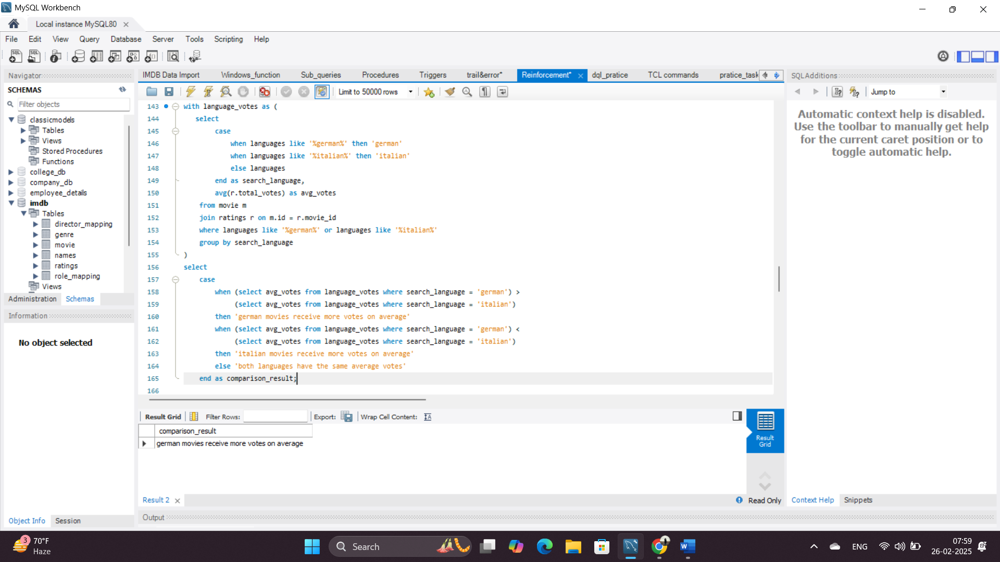 MySQL Workbench
Local instance MySQL80
File Edit View Query Database Server Tools Scripting Help
Navigator
SCHEMAS
Filter objects
classicmodels
Tables
Views
Stored Procedures
Functions
college_db
company_db
employee_details
imdb
Tables
director_mapping
genre
movie
names
ratings
role_mapping
Views
Administration Schemas
Information
No object selected
Object Info Session
IMDB Data Import Windows_function Sub_queries Procedures Triggers trail&error* Reinforcement* dql_pratice TCL commands pratice_task
Limit to 50000 rows
143 with language_votes as (
144 select
145 case
146 when languages like '%german%' then 'german'
147 when languages like '%italian%' then 'italian'
148 else languages
149 end as search_language,
150 avg(r.total_votes) as avg_votes
151 from movie m
152 join ratings r on m.id = r.movie_id
153 where languages like '%german%' or languages like '%italian%'
154 group by search_language
155 )
156 select
157 case
158 when (select avg_votes from language_votes where search_language = 'german') >
159 (select avg_votes from language_votes where search_language = 'italian')
160 then 'german movies receive more votes on average'
161 when (select avg_votes from language_votes where search_language = 'german') <
162 (select avg_votes from language_votes where search_language = 'italian')
163 then 'italian movies receive more votes on average'
164 else 'both languages have the same average votes'
165 end as comparison_result;
166
Result Grid Filter Rows: Export: Wrap Cell Content:
comparison_result
german movies receive more votes on average
Result Grid
Result 2
Read Only
Output
SQLAdditions
Jump to
Automatic context help is disabled.
Use the toolbar to manually get help
for the current caret position or to
toggle automatic help.
Context Help Snippets
3
70°F
Haze
Search
ENG
07:59
26-02-2025